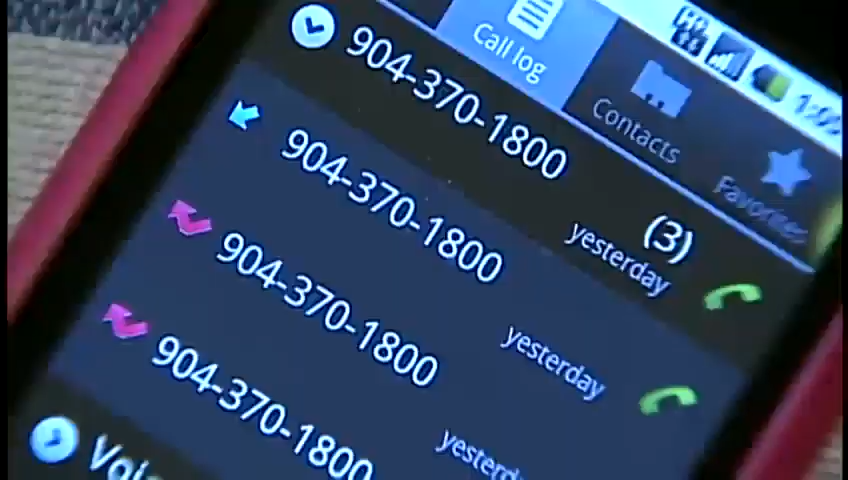 Call log
Contacts
Favorites
904-370-1800
(3)
904-370-1800
yesterday
904-370-1800
yesterday
904-370-1800